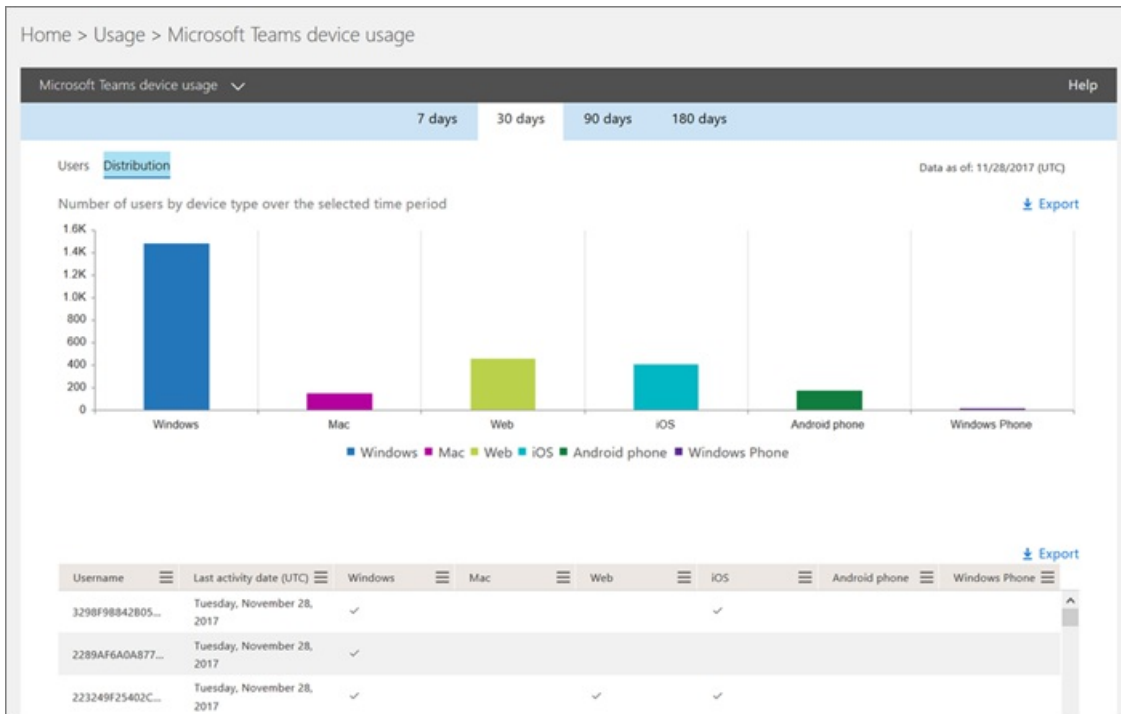 Home > Usage > Microsoft Teams device usage
Microsoft Teams device usage
Help
7 days 30 days 90 days 180 days
Users Distribution
Data as of: 11/28/2017 (UTC)
Number of users by device type over the selected time period
Export
1.6K
1.4K
1.2K
1.0K
800
600
400
200
0
Windows Mac Web iOS Android phone Windows Phone
Windows Mac Web iOS Android phone Windows Phone
Export
Username Last activity date (UTC) Windows Mac Web iOS Android phone Windows Phone
3298F98842B05... Tuesday, November 28,
2017
2289AF6A0A877... Tuesday, November 28,
2017
223249F25402C... Tuesday, November 28,
2017